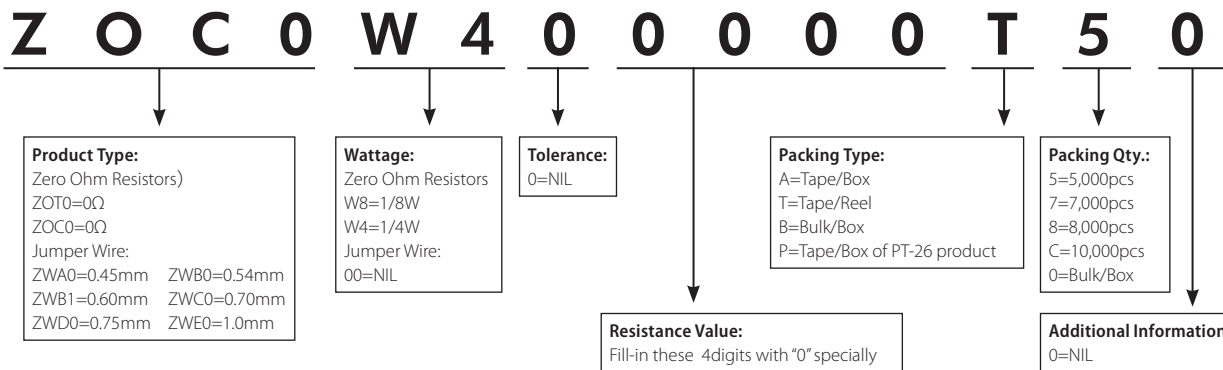 Z O C 0 W 4 0 0 0 0 0 T 5 0
Product Type:
Zero Ohm Resistors)
ZOT0=0Ω
ZOC0=0Ω
Jumper Wire:
ZWA0=0.45mm ZWB0=0.54mm
ZWB1=0.60mm ZWC0=0.70mm
ZWD0=0.75mm ZWE0=1.0mm
Wattage:
Zero Ohm Resistors
W8=1/8W
W4=1/4W
Jumper Wire:
00=NIL
Tolerance:
0=NIL
Resistance Value:
Fill-in these 4digits with "0" specially
Packing Type:
A=Tape/Box
T=Tape/Reel
B=Bulk/Box
P=Tape/Box of PT-26 product
Packing Qty.:
5=5,000pcs
7=7,000pcs
8=8,000pcs
C=10,000pcs
0=Bulk/Box
Additional Information
0=NIL